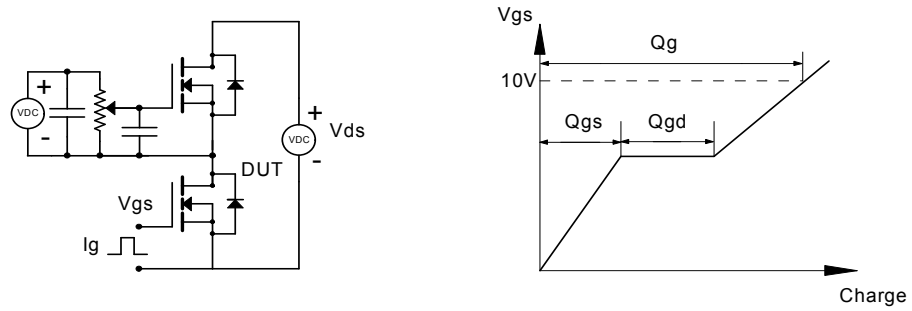 +
VDC
-
+
VDC
-
Vds
DUT
Vgs
Ig
Vgs
Qg
10V
Qgs
Qgd
Charge